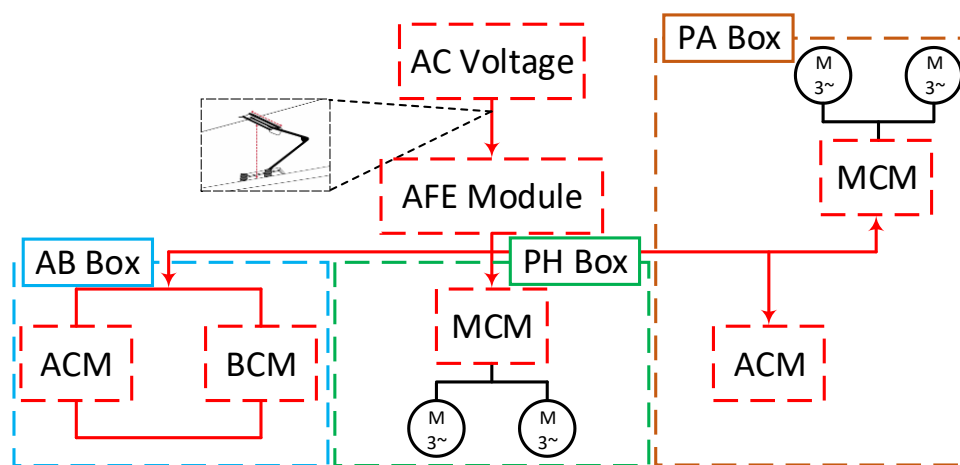 AC Voltage
PA Box
M
3~
M
3~
MCM
AFE Module
AB Box
PH Box
ACM
BCM
MCM
ACM
M
3~
M
3~